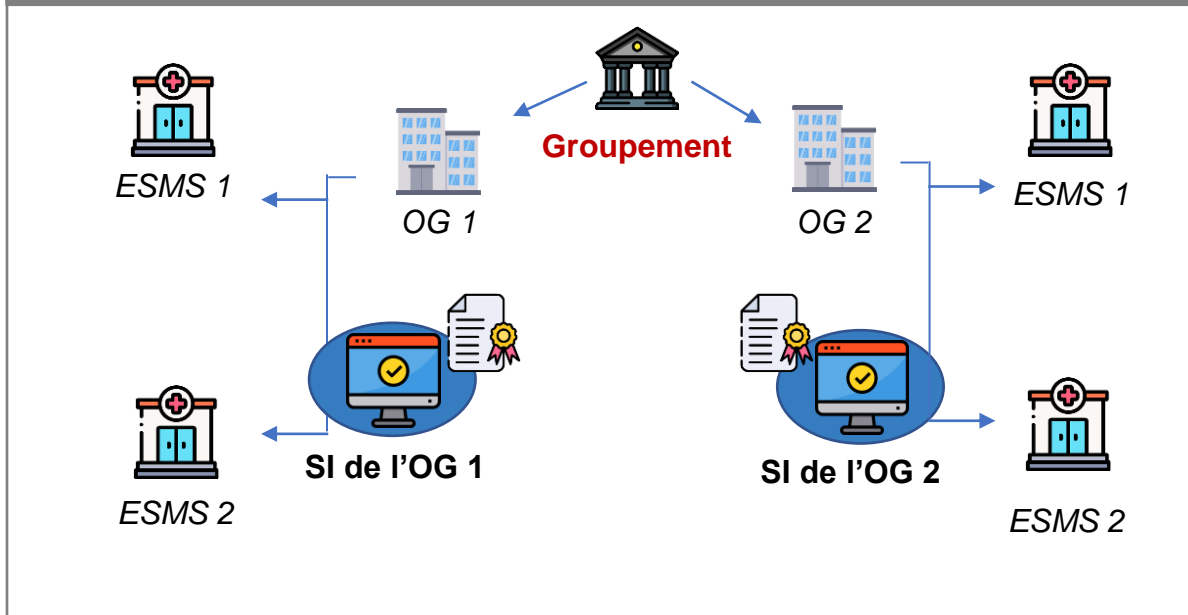 Groupement
ESMS 1
OG 1
OG 2
ESMS 1
SI de l’OG 1
SI de l’OG 2
ESMS 2
ESMS 2